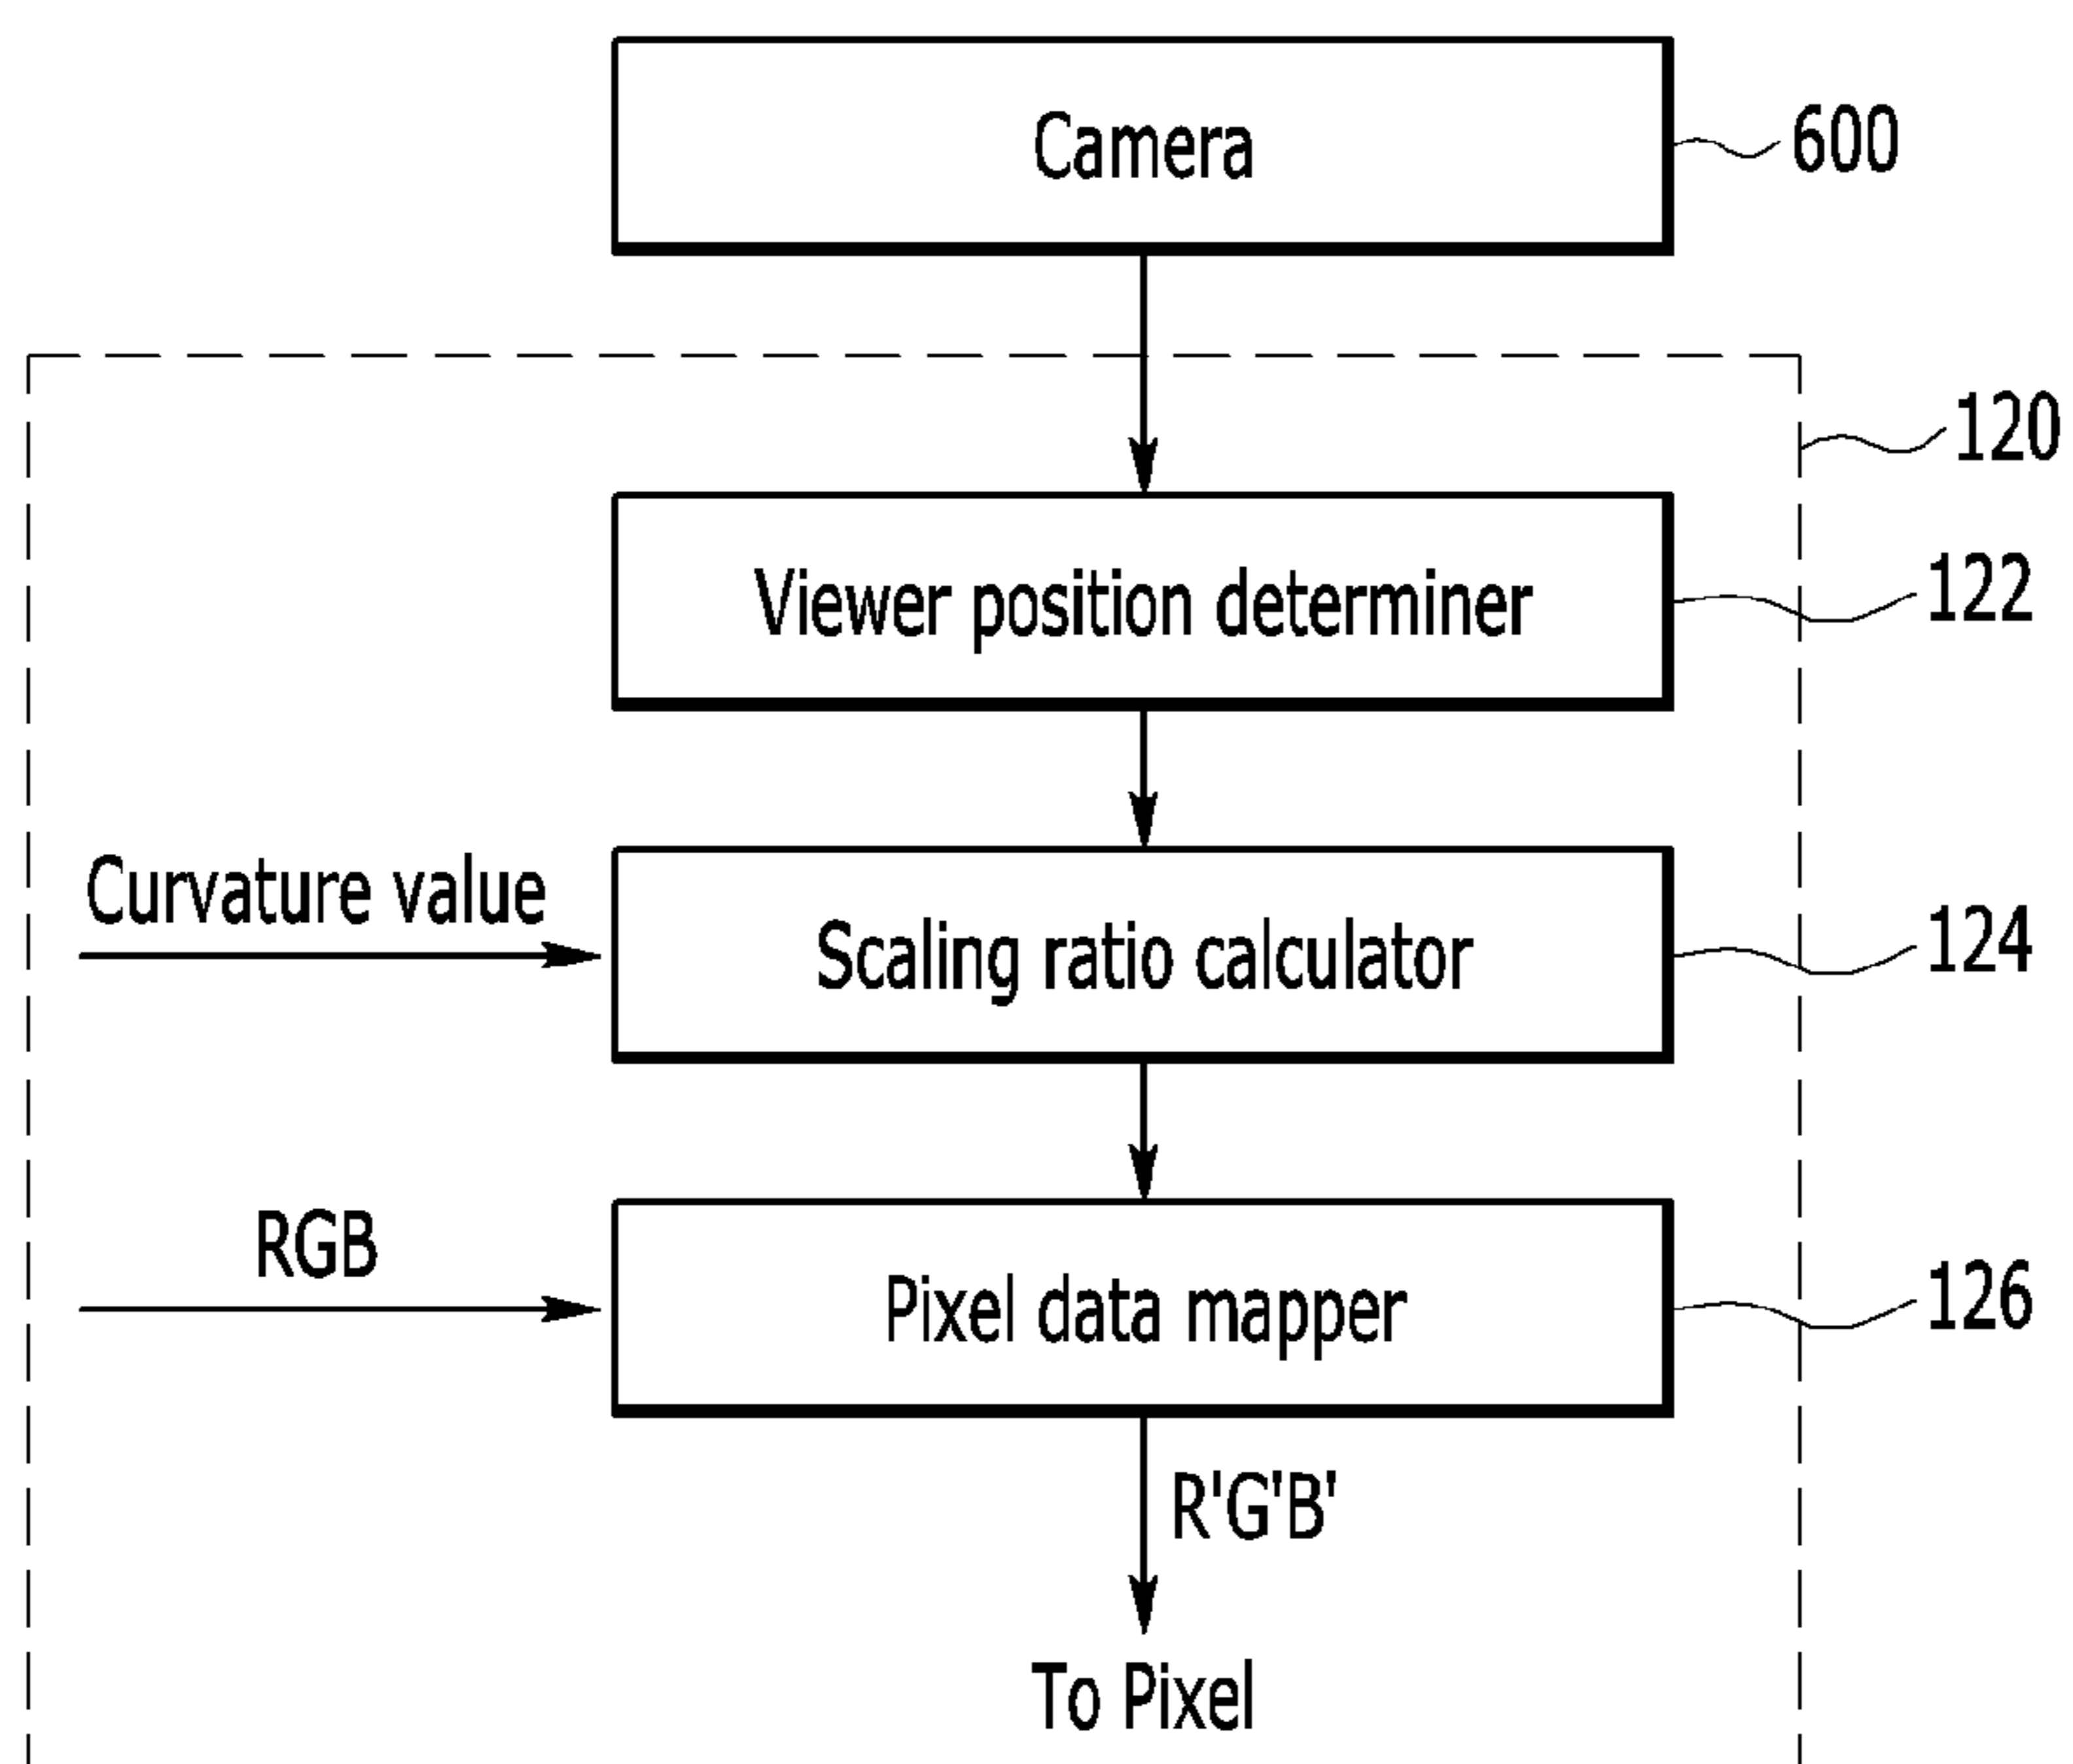 Camera
600
120
Viewer position determiner
122
Curvature value
Scaling ratio calculator
124
RGB
Pixel data mapper
126
R'G'B'
To Pixel